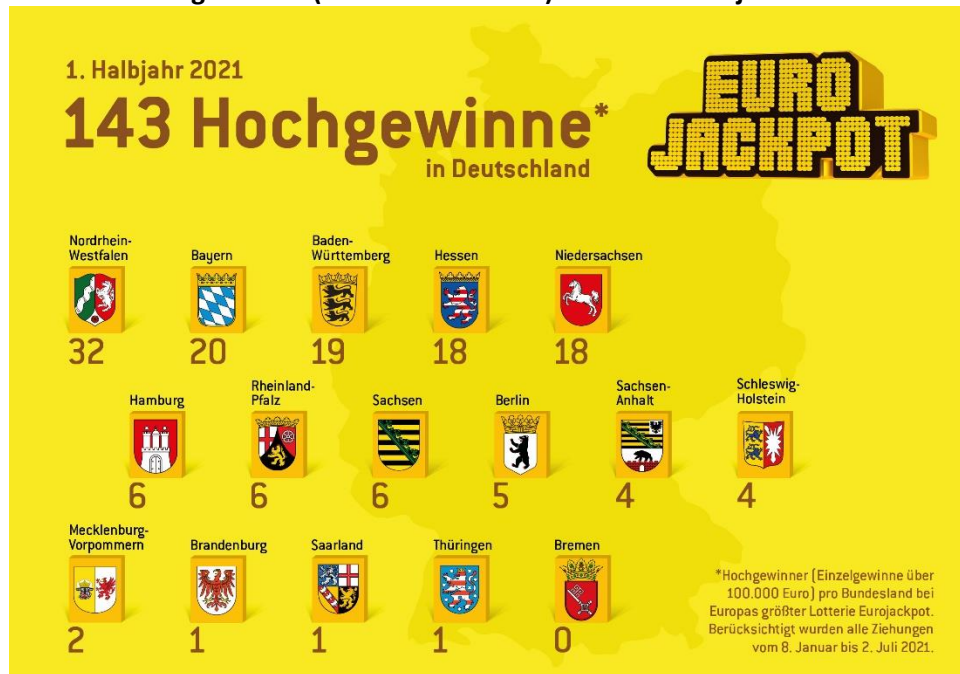 1. Halbjahr 2021
143 Hochgewinne*
in Deutschland
EURO
JACKPOT
Nordrhein-
Westfalen
Bayern
Baden-
Württemberg
Hessen
Niedersachsen
32
20
19
18
18
Hamburg
Rheinland-
Pfalz
Sachsen
Berlin
Sachsen-
Anhalt
Schleswig-
Holstein
6
6
6
5
4
4
Mecklenburg-
Vorpommern
Brandenburg
Saarland
Thüringen
Bremen
2
1
1
1
0
*Hochgewinner (Einzelgewinne über
100.000 Euro) pro Bundesland bei
Europas größter Lotterie Eurojackpot.
Berücksichtigt wurden alle Ziehungen
vom 8. Januar bis 2. Juli 2021.